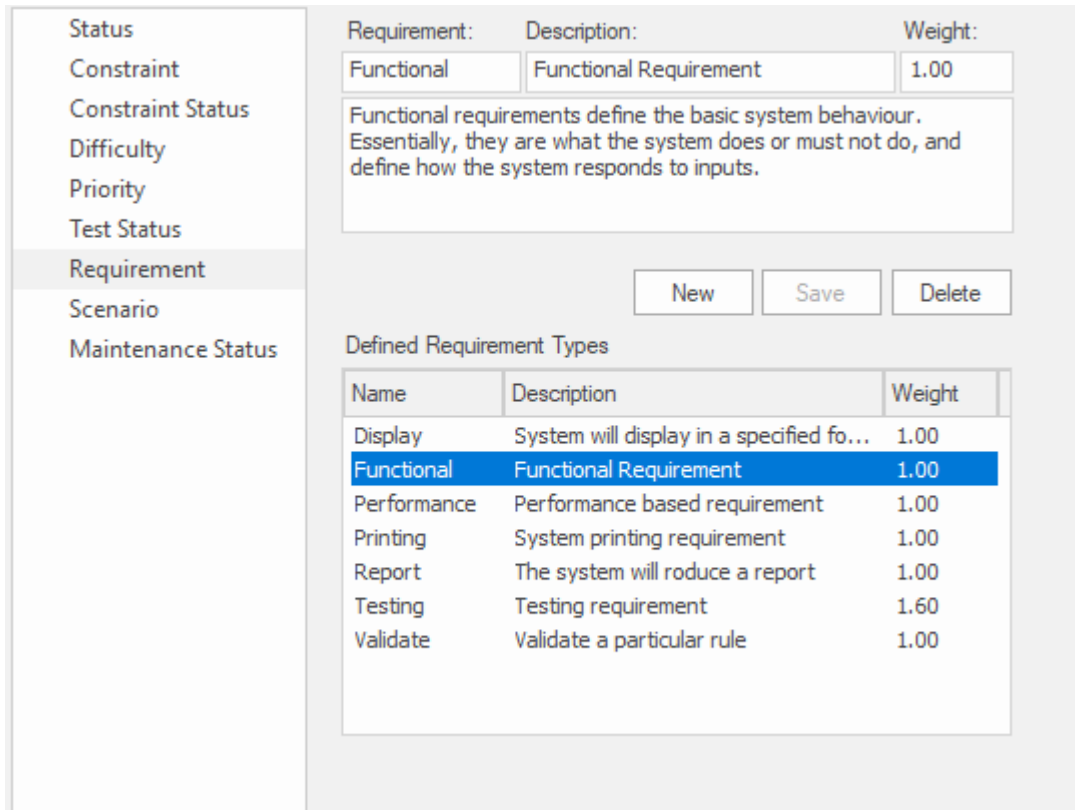 Status
Constraint
Constraint Status
Difficulty
Priority
Test Status
Requirement
Scenario
Maintenance Status
Requirement: Description: Weight:
Functional Functional Requirement 1.00
Functional requirements define the basic system behaviour.
Essentially, they are what the system does or must not do, and
define how the system responds to inputs.
New Save Delete
Defined Requirement Types
Name Description Weight
Display System will display in a specified fo... 1.00
Functional Functional Requirement 1.00
Performance Performance based requirement 1.00
Printing System printing requirement 1.00
Report The system will roduce a report 1.00
Testing Testing requirement 1.60
Validate Validate a particular rule 1.00